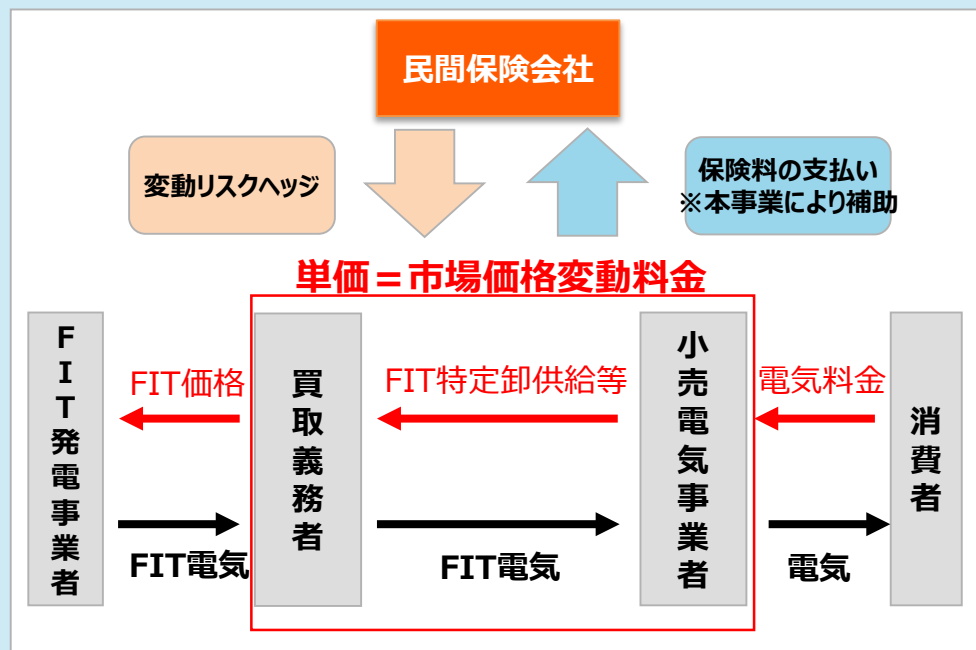 民間保険会社
変動リスクヘッジ
保険料の支払い
※本事業により補助
単価＝市場価格変動料金
FIT発電事業者
FIT価格
FIT電気
買取義務者
FIT特定卸供給等
FIT電気
小売電気事業者
電気料金
電気
消費者